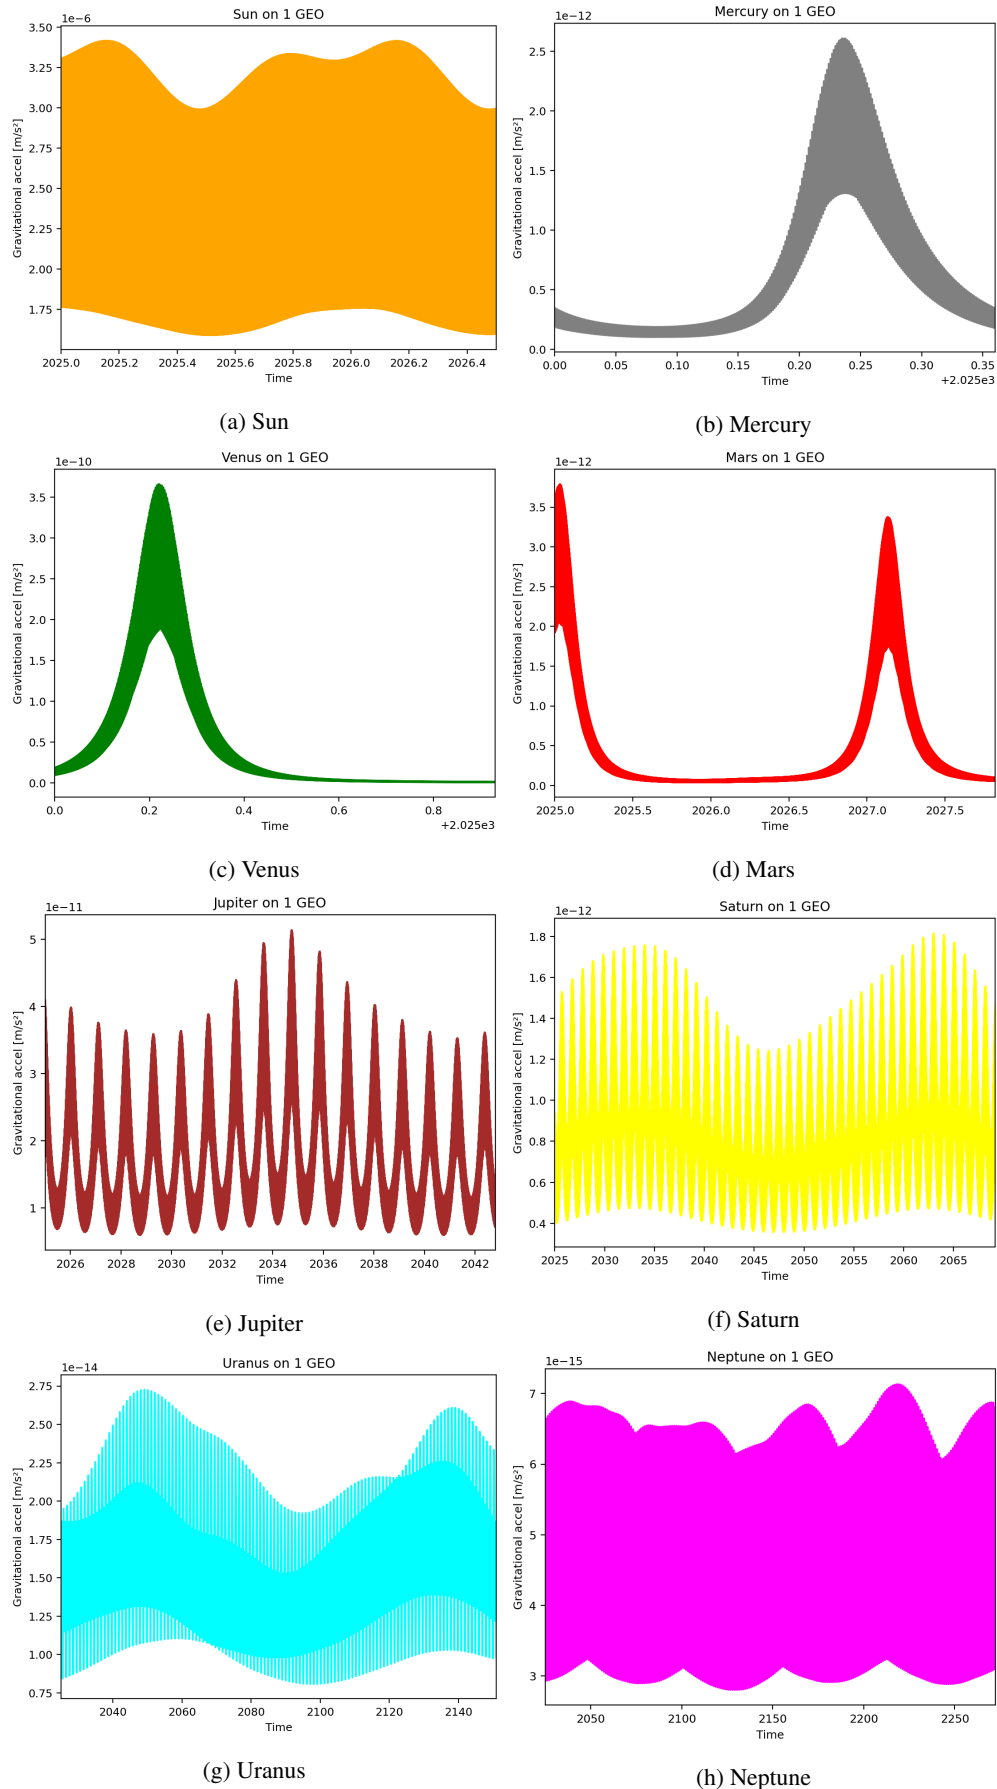 Sun on 1 GEO
1e−6
Gravitational accel [m/s²]
3.50
3.25
3.00
2.75
2.50
2.25
2.00
1.75
2025.0 2025.2 2025.4 2025.6 2025.8 2026.0 2026.2 2026.4
Time
(a) Sun
Mercury on 1 GEO
1e−12
Gravitational accel [m/s²]
2.5
2.0
1.5
1.0
0.5
0.0
0.00 0.05 0.10 0.15 0.20 0.25 0.30 0.35
Time
+2.025e3
(b) Mercury
Venus on 1 GEO
1e−10
Gravitational accel [m/s²]
3.5
3.0
2.5
2.0
1.5
1.0
0.5
0.0
0.0 0.2 0.4 0.6 0.8
Time
+2.025e3
(c) Venus
Mars on 1 GEO
1e−12
Gravitational accel [m/s²]
3.5
3.0
2.5
2.0
1.5
1.0
0.5
0.0
2025.0 2025.5 2026.0 2026.5 2027.0 2027.5
Time
(d) Mars
Jupiter on 1 GEO
1e−11
Gravitational accel [m/s²]
5
4
3
2
1
2026 2028 2030 2032 2034 2036 2038 2040 2042
Time
(e) Jupiter
Saturn on 1 GEO
1e−12
Gravitational accel [m/s²]
1.8
1.6
1.4
1.2
1.0
0.8
0.6
0.4
2025 2030 2035 2040 2045 2050 2055 2060 2065
Time
(f) Saturn
Uranus on 1 GEO
1e−14
Gravitational accel [m/s²]
2.75
2.50
2.25
2.00
1.75
1.50
1.25
1.00
0.75
2040 2060 2080 2100 2120 2140
Time
(g) Uranus
Neptune on 1 GEO
1e−15
Gravitational accel [m/s²]
7
6
5
4
3
2050 2100 2150 2200 2250
Time
(h) Neptune